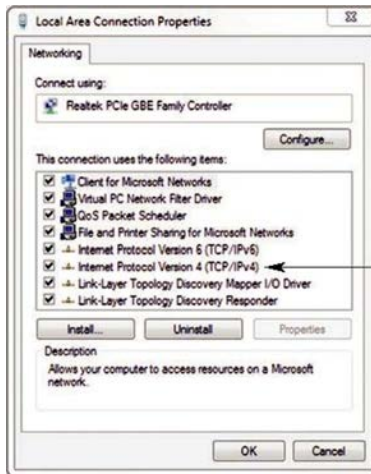 Local Area Connection Properties
Networking
Connect using:
Realtek PCIe GBE Family Controller
Configure...
This connection uses the following items:
Client for Microsoft Networks
Virtual PC Network Filter Driver
QoS Packet Scheduler
File and Printer Sharing for Microsoft Networks
Internet Protocol Version 6 (TCP/IPv6)
Internet Protocol Version 4 (TCP/IPv4)
Link-Layer Topology Discovery Mapper I/O Driver
Link-Layer Topology Discovery Responder
Install... Uninstall Properties
Description
Allows your computer to access resources on a Microsoft
network.
OK Cancel